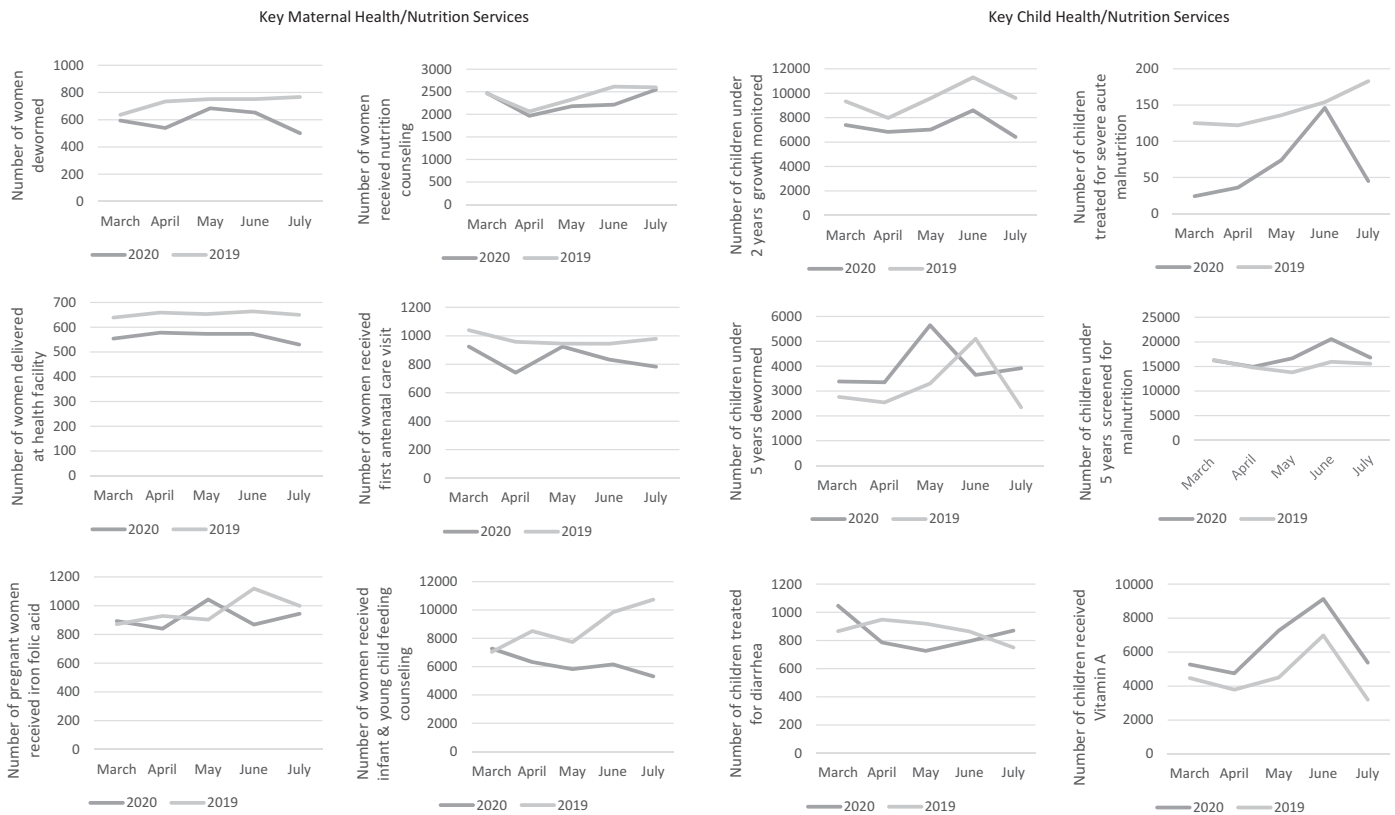 Key Maternal Health/Nutrition Services
Number of women
dewormed
1000
800
600
400
200
0
March April May June July
2020 2019
Number of women
received nutrition
counseling
3000
2500
2000
1500
1000
500
0
March April May June July
2020 2019
Number of women delivered
at health facility
700
600
500
400
300
200
100
0
March April May June July
2020 2019
Number of women received
first antenatal care visit
1200
1000
800
600
400
200
0
March April May June July
2020 2019
Number of pregnant women
received iron folic acid
1200
1000
800
600
400
200
0
March April May June July
2020 2019
Number of women received
infant & young child feeding
counseling
12000
10000
8000
6000
4000
2000
0
March April May June July
2020 2019
Key Child Health/Nutrition Services
Number of children under
2 years growth monitored
12000
10000
8000
6000
4000
2000
0
March April May June July
2020 2019
Number of children
treated for severe acute
malnutrition
200
150
100
50
0
March April May June July
2020 2019
Number of children under
5 years dewormed
6000
5000
4000
3000
2000
1000
0
March April May June July
2020 2019
Number of children under
5 years screened for
malnutrition
25000
20000
15000
10000
5000
0
March April May June July
2020 2019
Number of children treated
for diarrhea
1200
1000
800
600
400
200
0
March April May June July
2020 2019
Number of children received
Vitamin A
10000
8000
6000
4000
2000
0
March April May June July
2020 2019